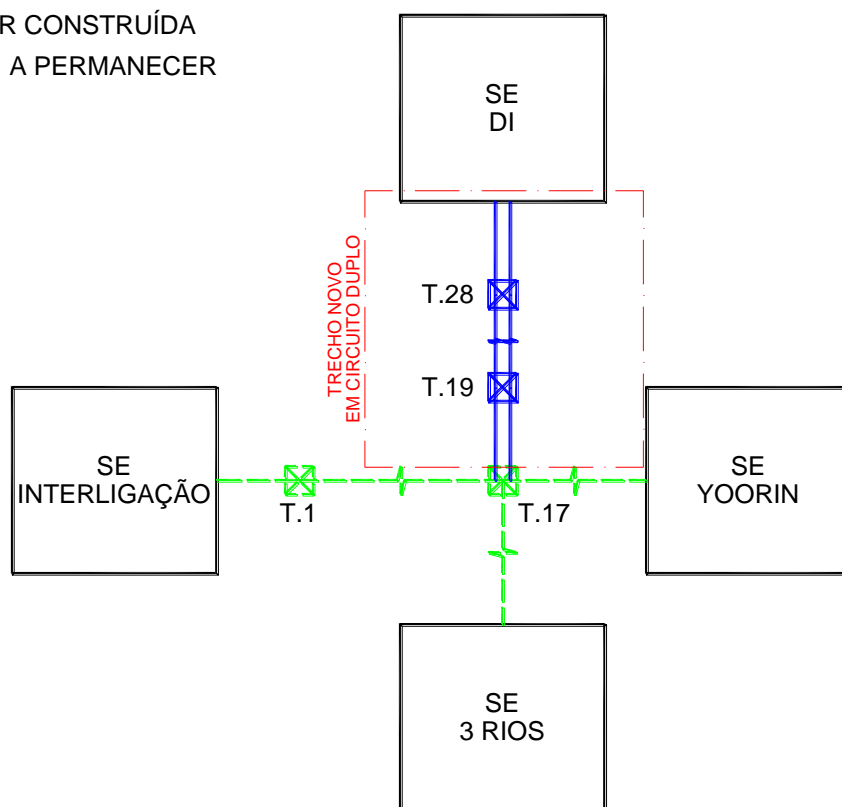 R CONSTRUÍDA
A PERMANECER
SE
DI
TRECHO NOVO
EM CIRCUITO DUPLO
T.28
T.19
SE
INTERLIGAÇÃO
T.1
T.17
SE
YOORIN
SE
3 RIOS